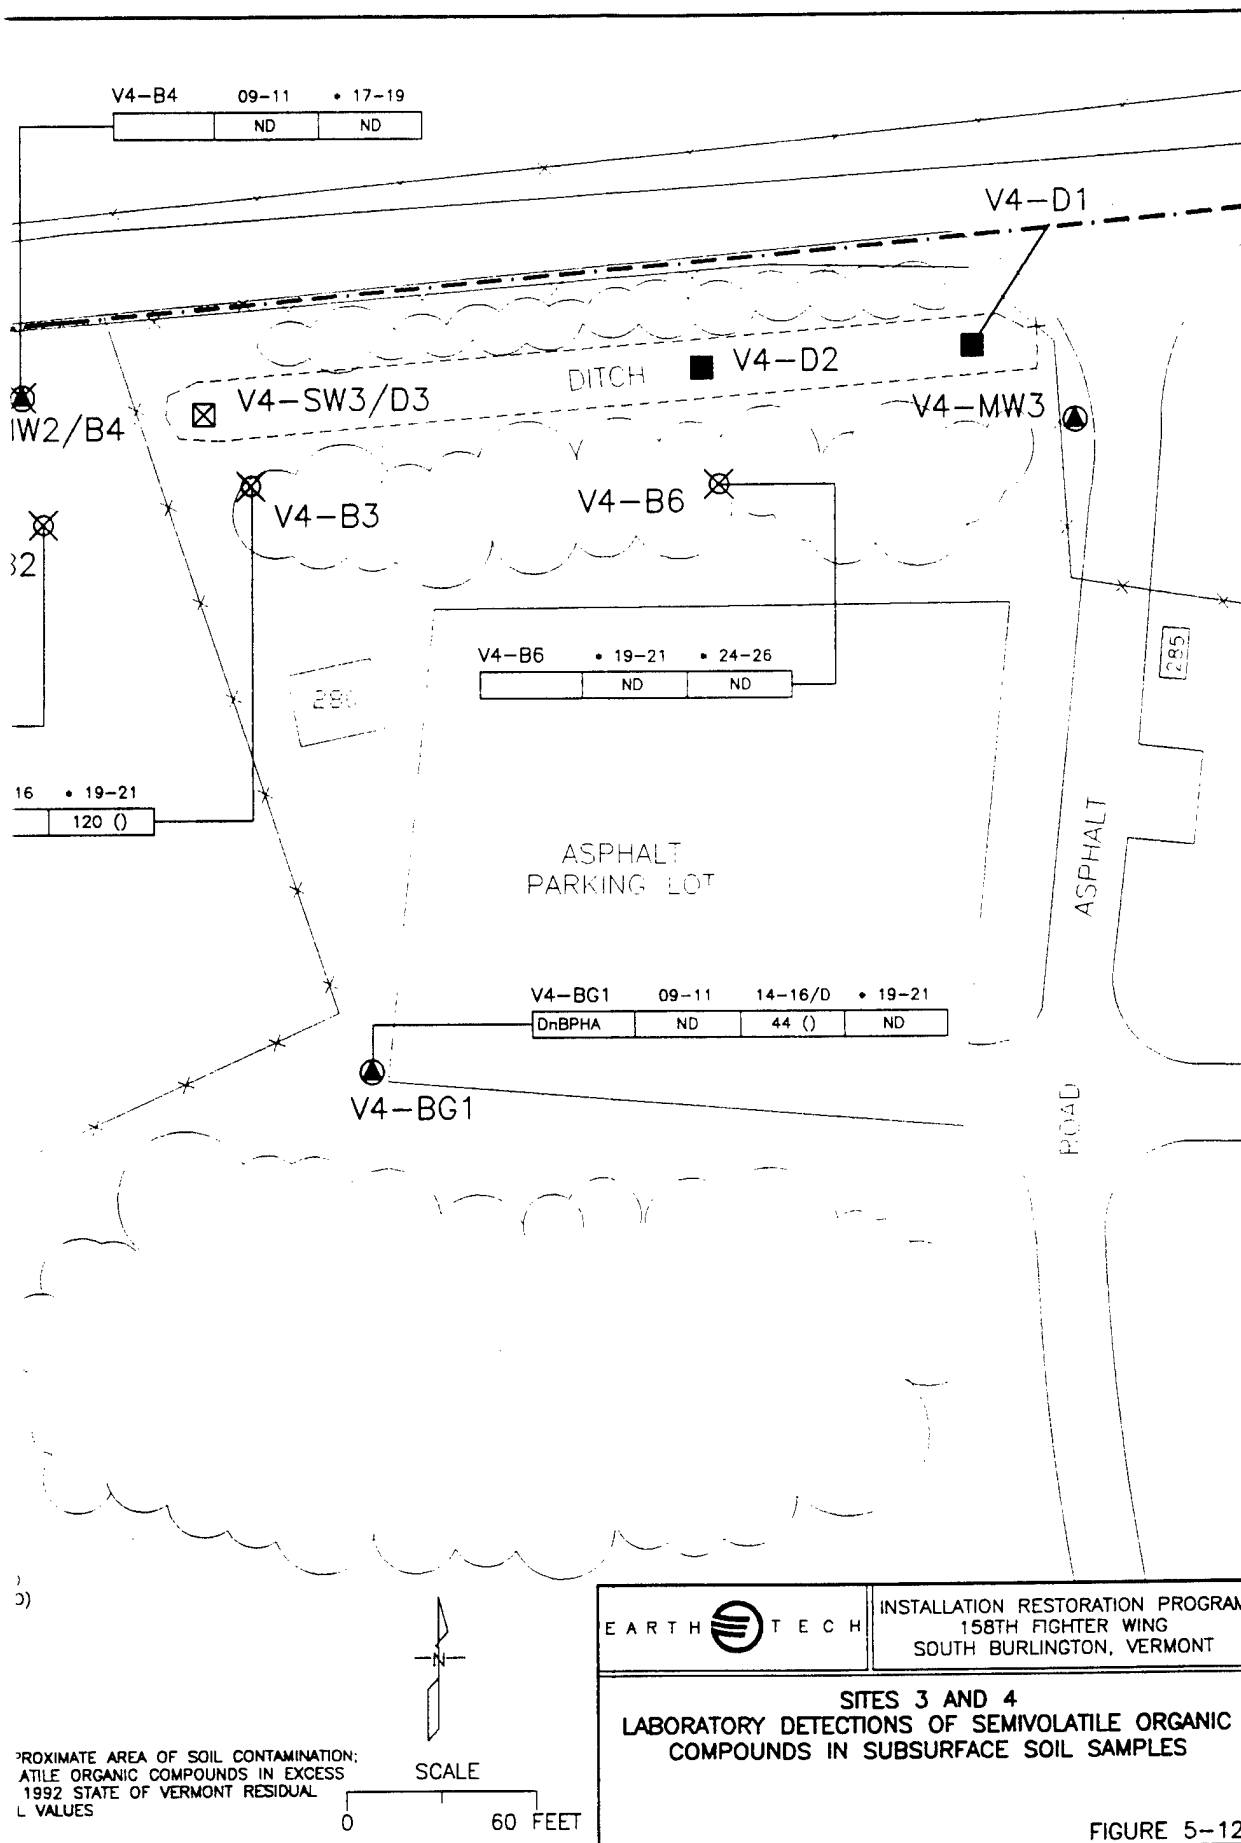 V4-B4 09-11 • 17-19
ND ND
V4-D1
V4-D2
DITCH
V4-SW3/D3
V4-MW3
W2/B4
V4-B3
V4-B6
2
V4-B6 • 19-21 • 24-26
ND ND
285
16 • 19-21
120 ()
ASPHALT
PARKING LOT
ASPHALT
V4-BG1 09-11 14-16/D • 19-21
DnBPHA ND 44 () ND
V4-BG1
ROAD
N
EARTH TECH
INSTALLATION RESTORATION PROGRAM
158TH FIGHTER WING
SOUTH BURLINGTON, VERMONT
SITES 3 AND 4
LABORATORY DETECTIONS OF SEMIVOLATILE ORGANIC
COMPOUNDS IN SUBSURFACE SOIL SAMPLES
ROXIMATE AREA OF SOIL CONTAMINATION;
ATILE ORGANIC COMPOUNDS IN EXCESS
1992 STATE OF VERMONT RESIDUAL
L VALUES
SCALE
0 60 FEET
FIGURE 5-12